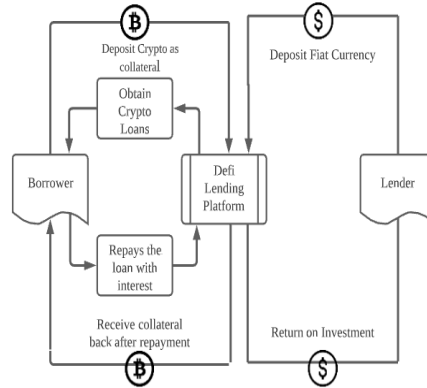 Deposit Crypto as
collateral
Deposit Fiat Currency
Obtain
Crypto
Loans
Borrower
Defi
Lending
Platform
Lender
Repays the
loan with
interest
Receive collateral
back after repayment
Return on Investment